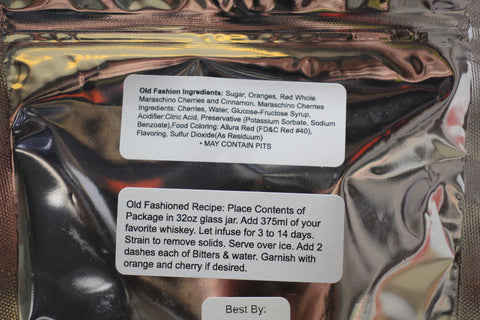 Old Fashion Ingredients: Sugar, Oranges, Red Whole
Maraschino Cherries and Cinnamon, Maraschino Cherries
Ingredients: Cherries, Water, Glucose-Fructose Syrup,
Acidifier:Citric Acid, Preservative (Potassium Sorbate, Sodium
Benzoate),Food Coloring: Allura Red (FD&C Red #40),
Flavoring, Sulfur Dioxide(As Residuum)
• MAY CONTAIN PITS
Old Fashioned Recipe: Place Contents of
Package in 32oz glass jar. Add 375ml of your
favorite whiskey. Let infuse for 3 to 14 days.
Strain to remove solids. Serve over ice. Add 2
dashes each of Bitters & water. Garnish with
orange and cherry if desired.
Best By: